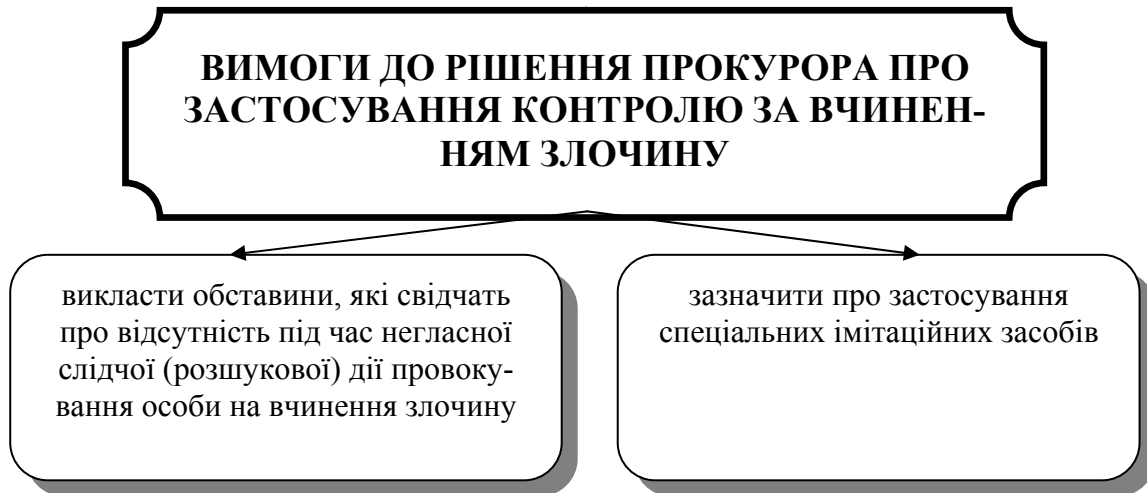 ВИМОГИ ДО РІШЕННЯ ПРОКУРОРА ПРО
ЗАСТОСУВАННЯ КОНТРОЛЮ ЗА ВЧИНЕН-
НЯМ ЗЛОЧИНУ
викласти обставини, які свідчать
про відсутність під час негласної
слідчої (розшукової) дії провоку-
вання особи на вчинення злочину
зазначити про застосування
спеціальних імітаційних засобів